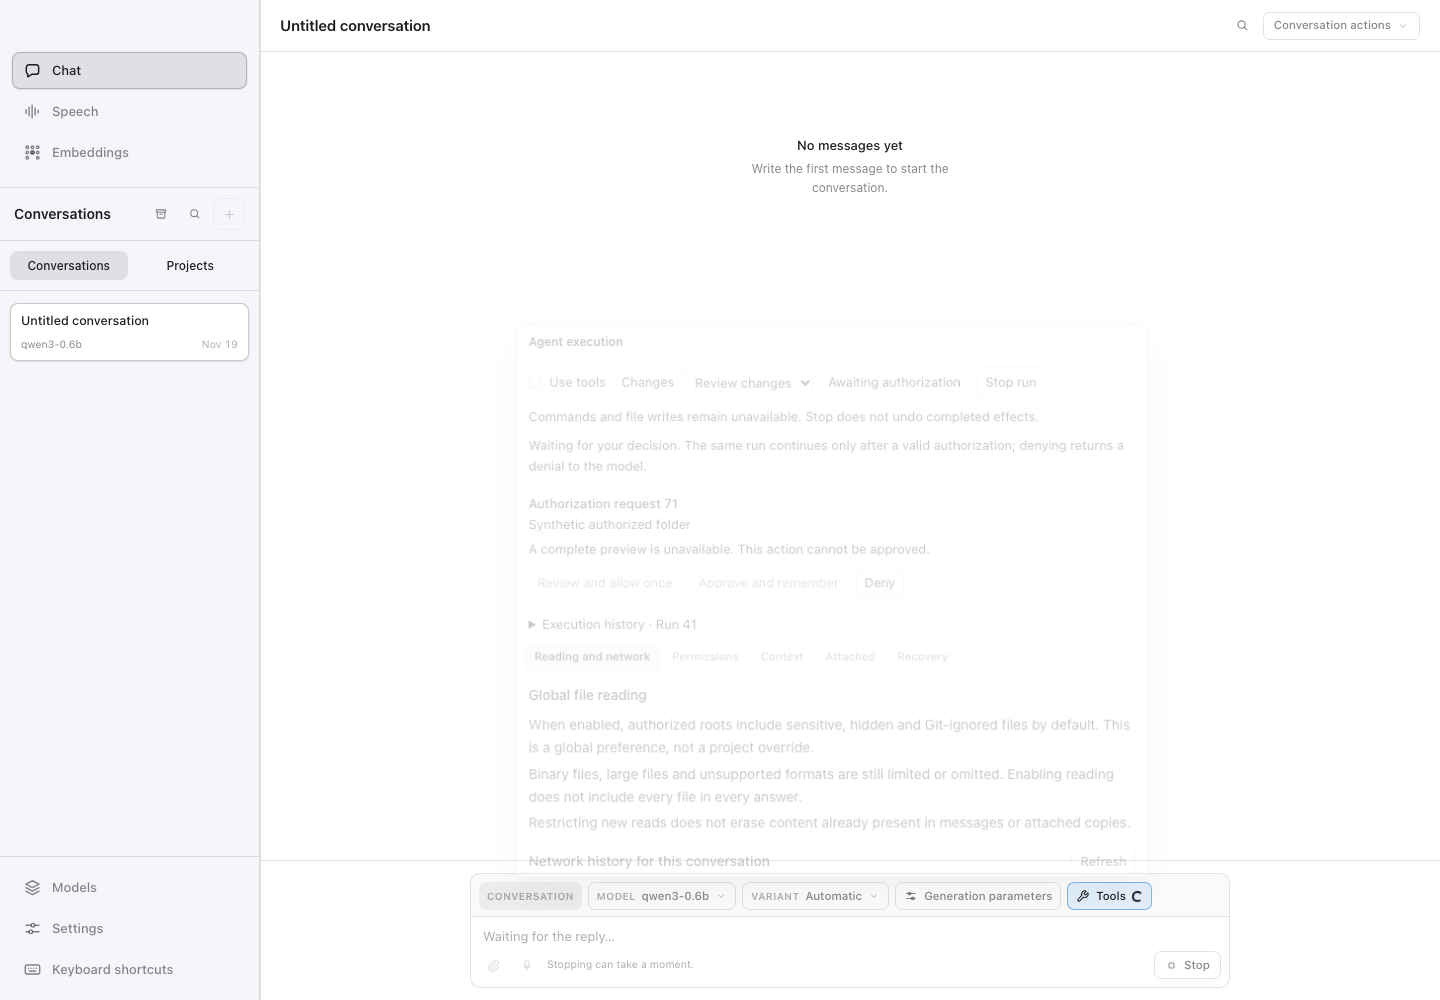 Chat
Speech
Embeddings
Conversations
Conversations
Projects
Untitled conversation
qwen3-0.6b
Nov 19
Models
Settings
Keyboard shortcuts
Untitled conversation
Conversation actions
No messages yet
Write the first message to start the
conversation.
Agent execution
Use tools
Changes
Review changes
Awaiting authorization
Stop run
Commands and file writes remain unavailable. Stop does not undo completed effects.
Waiting for your decision. The same run continues only after a valid authorization; denying returns a
denial to the model.
Authorization request 71
Synthetic authorized folder
A complete preview is unavailable. This action cannot be approved.
Review and allow once
Approve and remember
Deny
Execution history · Run 41
Reading and network
Permissions
Context
Attached
Recovery
Global file reading
When enabled, authorized roots include sensitive, hidden and Git-ignored files by default. This
is a global preference, not a project override.
Binary files, large files and unsupported formats are still limited or omitted. Enabling reading
does not include every file in every answer.
Restricting new reads does not erase content already present in messages or attached copies.
Network history for this conversation
Refresh
CONVERSATION
MODEL qwen3-0.6b
VARIANT Automatic
Generation parameters
Tools
Waiting for the reply...
Stopping can take a moment.
Stop